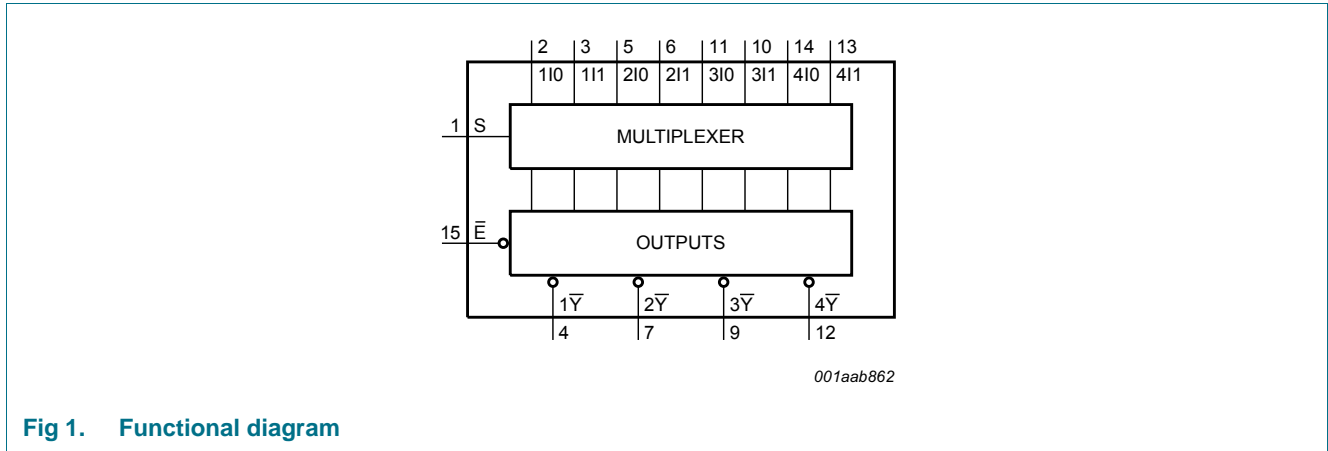 2 3 5 6 11 10 14 13
1I0 1I1 2I0 2I1 3I0 3I1 4I0 4I1
1 S
MULTIPLEXER
15 E̅
OUTPUTS
1Y̅ 2Y̅ 3Y̅ 4Y̅
4 7 9 12
001aab862
Fig 1. Functional diagram